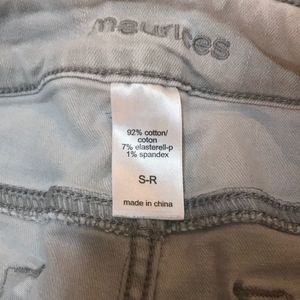 maurices
92% cotton/
coton
7% elasterell-p
1% spandex
S-R
made in china